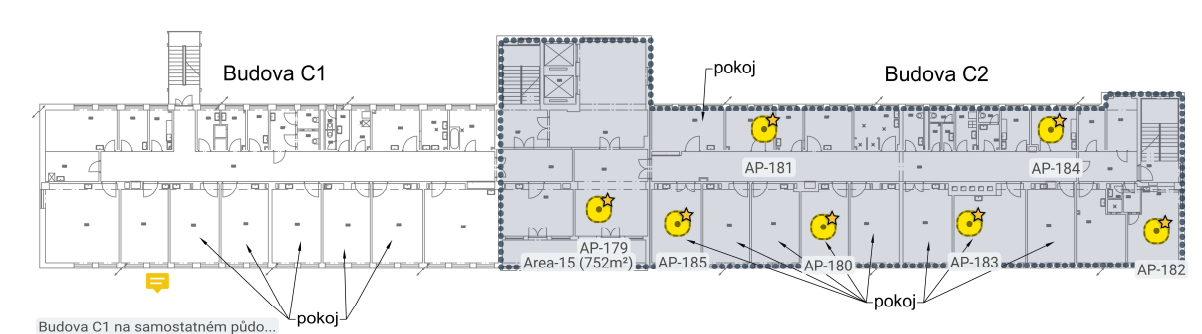 pokoj
Budova C1
Budova C2
AP-181
AP-184
AP-179
Area-15 (752m²)
AP-185
AP-180
AP-183
AP-182
pokoj
pokoj
Budova C1 na samostatném půdo...